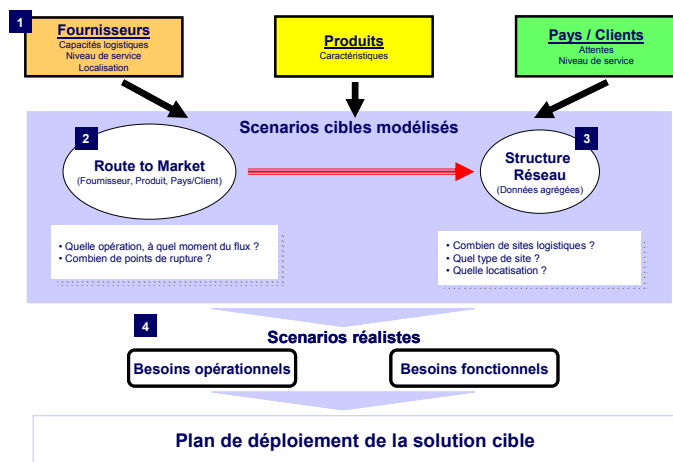 1
Fournisseurs
Capacités logistiques
Niveau de service
Localisation
Produits
Caractéristiques
Pays / Clients
Attentes
Niveau de service
Scenarios cibles modélisés
2
Route to Market
(Fournisseur, Produit, Pays/Client)
3
Structure
Réseau
(Données agrégées)
• Quelle opération, à quel moment du flux ?
• Combien de points de rupture ?
• Combien de sites logistiques ?
• Quel type de site ?
• Quelle locatisation ?
4
Scenarios réalistes
Besoins opérationnels
Besoins fonctionnels
Plan de déploiement de la solution cible